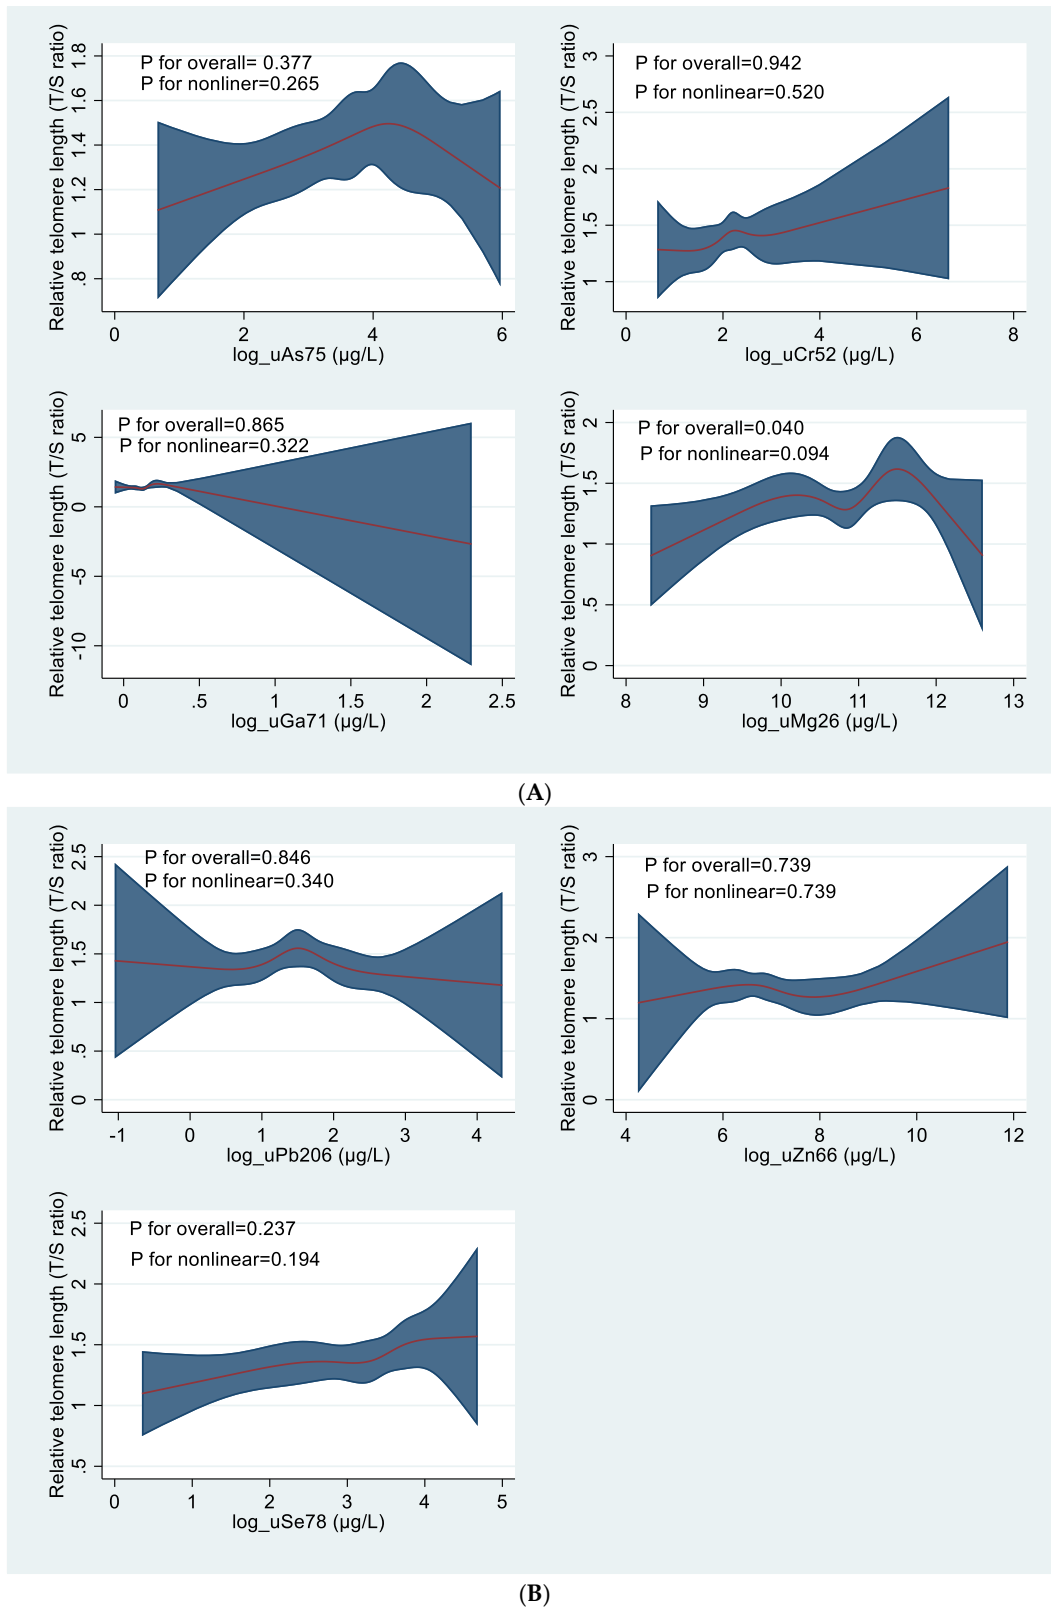 P for overall= 0.377
P for nonliner=0.265
Relative telomere length (T/S ratio)
1.8
1.6
1.4
1.2
1
.8
0 2 4 6
log_uAs75 (µg/L)
P for overall=0.942
P for nonlinear=0.520
Relative telomere length (T/S ratio)
3
2.5
2
1.5
1
0 2 4 6 8
log_uCr52 (µg/L)
P for overall=0.865
P for nonlinear=0.322
Relative telomere length (T/S ratio)
5
0
-5
-10
0 .5 1 1.5 2 2.5
log_uGa71 (µg/L)
P for overall=0.040
P for nonlinear=0.094
Relative telomere length (T/S ratio)
2
1.5
1
.5
0
8 9 10 11 12 13
log_uMg26 (µg/L)
(A)
P for overall=0.846
P for nonlinear=0.340
Relative telomere length (T/S ratio)
2.5
2
1.5
1
.5
0
-1 0 1 2 3 4
log_uPb206 (µg/L)
P for overall=0.739
P for nonlinear=0.739
Relative telomere length (T/S ratio)
3
2
1
0
4 6 8 10 12
log_uZn66 (µg/L)
P for overall=0.237
P for nonlinear=0.194
Relative telomere length (T/S ratio)
2.5
2
1.5
1
.5
0 1 2 3 4 5
log_uSe78 (µg/L)
(B)